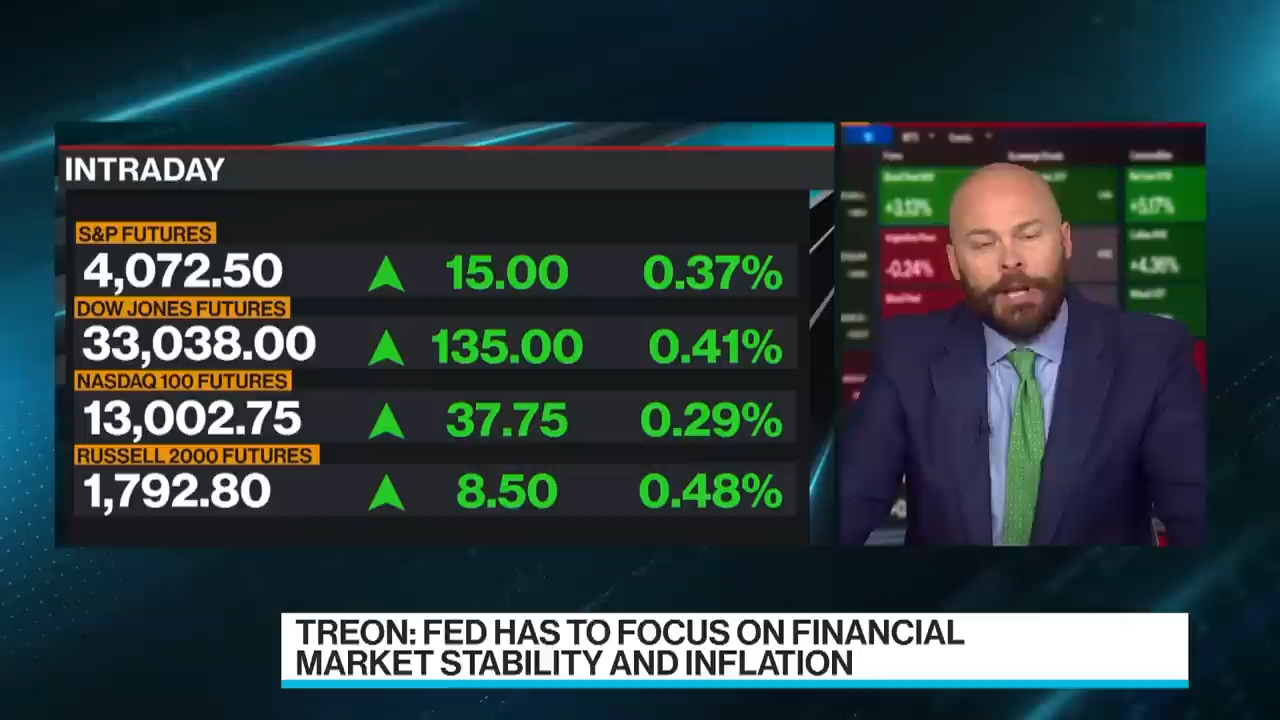 INTRADAY
S&P FUTURES
4,072.50 15.00 0.37%
DOW JONES FUTURES
33,038.00 135.00 0.41%
NASDAQ 100 FUTURES
13,002.75 37.75 0.29%
RUSSELL 2000 FUTURES
1,792.80 8.50 0.48%
+3.13%
+5.17%
-0.24%
+4.36%
TREON: FED HAS TO FOCUS ON FINANCIAL
MARKET STABILITY AND INFLATION